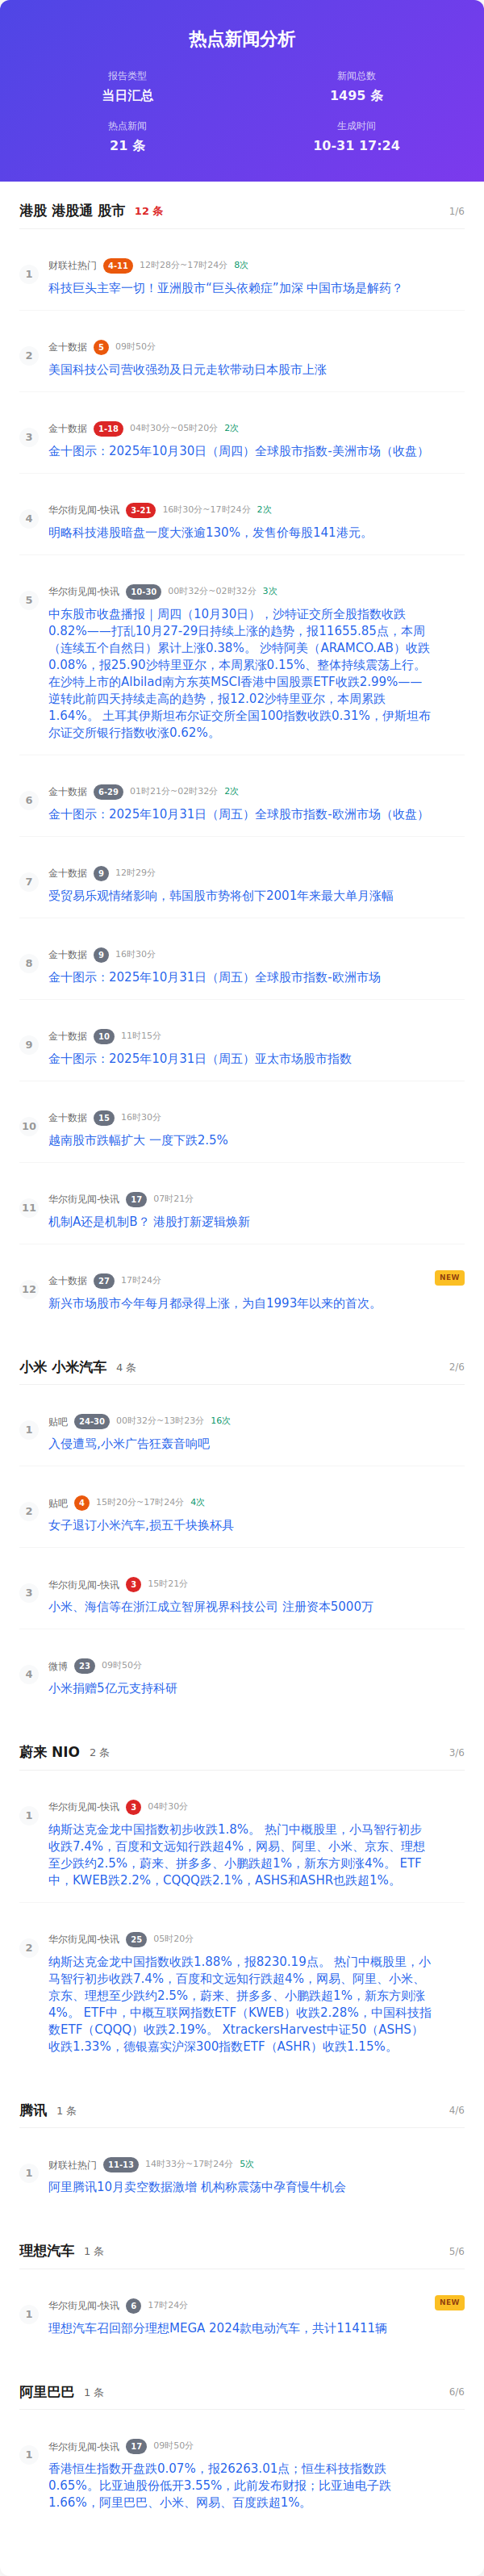 热点新闻分析
报告类型
新闻总数
当日汇总
1495 条
热点新闻
生成时间
21 条
10-31 17:24
港股 港股通 股市 12 条 1/6
1
财联社热门 4-11 12时28分~17时24分 8次
科技巨头主宰一切！亚洲股市“巨头依赖症”加深 中国市场是解药？
2
金十数据 5 09时50分
美国科技公司营收强劲及日元走软带动日本股市上涨
3
金十数据 1-18 04时30分~05时20分 2次
金十图示：2025年10月30日（周四）全球股市指数-美洲市场（收盘）
4
华尔街见闻-快讯 3-21 16时30分~17时24分 2次
明略科技港股暗盘一度大涨逾130%，发售价每股141港元。
5
华尔街见闻-快讯 10-30 00时32分~02时32分 3次
中东股市收盘播报｜周四（10月30日），沙特证交所全股指数收跌
0.82%——打乱10月27-29日持续上涨的趋势，报11655.85点，本周
（连续五个自然日）累计上涨0.38%。 沙特阿美（ARAMCO.AB）收跌
0.08%，报25.90沙特里亚尔，本周累涨0.15%、整体持续震荡上行。
在沙特上市的Albilad南方东英MSCI香港中国股票ETF收跌2.99%——
逆转此前四天持续走高的趋势，报12.02沙特里亚尔，本周累跌
1.64%。 土耳其伊斯坦布尔证交所全国100指数收跌0.31%，伊斯坦布
尔证交所银行指数收涨0.62%。
6
金十数据 6-29 01时21分~02时32分 2次
金十图示：2025年10月31日（周五）全球股市指数-欧洲市场（收盘）
7
金十数据 9 12时29分
受贸易乐观情绪影响，韩国股市势将创下2001年来最大单月涨幅
8
金十数据 9 16时30分
金十图示：2025年10月31日（周五）全球股市指数-欧洲市场
9
金十数据 10 11时15分
金十图示：2025年10月31日（周五）亚太市场股市指数
10
金十数据 15 16时30分
越南股市跌幅扩大 一度下跌2.5%
11
华尔街见闻-快讯 17 07时21分
机制A还是机制B？ 港股打新逻辑焕新
12
金十数据 27 17时24分 NEW
新兴市场股市今年每月都录得上涨，为自1993年以来的首次。
小米 小米汽车 4 条 2/6
1
贴吧 24-30 00时32分~13时23分 16次
入侵遭骂,小米广告狂轰音响吧
2
贴吧 4 15时20分~17时24分 4次
女子退订小米汽车,损五千块换杯具
3
华尔街见闻-快讯 3 15时21分
小米、海信等在浙江成立智屏视界科技公司 注册资本5000万
4
微博 23 09时50分
小米捐赠5亿元支持科研
蔚来 NIO 2 条 3/6
1
华尔街见闻-快讯 3 04时30分
纳斯达克金龙中国指数初步收跌1.8%。 热门中概股里，小马智行初步
收跌7.4%，百度和文远知行跌超4%，网易、阿里、小米、京东、理想
至少跌约2.5%，蔚来、拼多多、小鹏跌超1%，新东方则涨4%。 ETF
中，KWEB跌2.2%，CQQQ跌2.1%，ASHS和ASHR也跌超1%。
2
华尔街见闻-快讯 25 05时20分
纳斯达克金龙中国指数收跌1.88%，报8230.19点。 热门中概股里，小
马智行初步收跌7.4%，百度和文远知行跌超4%，网易、阿里、小米、
京东、理想至少跌约2.5%，蔚来、拼多多、小鹏跌超1%，新东方则涨
4%。 ETF中，中概互联网指数ETF（KWEB）收跌2.28%，中国科技指
数ETF（CQQQ）收跌2.19%。 XtrackersHarvest中证50（ASHS）
收跌1.33%，德银嘉实沪深300指数ETF（ASHR）收跌1.15%。
腾讯 1 条 4/6
1
财联社热门 11-13 14时33分~17时24分 5次
阿里腾讯10月卖空数据激增 机构称震荡中孕育慢牛机会
理想汽车 1 条 5/6
1
华尔街见闻-快讯 6 17时24分 NEW
理想汽车召回部分理想MEGA 2024款电动汽车，共计11411辆
阿里巴巴 1 条 6/6
1
华尔街见闻-快讯 17 09时50分
香港恒生指数开盘跌0.07%，报26263.01点；恒生科技指数跌
0.65%。比亚迪股份低开3.55%，此前发布财报；比亚迪电子跌
1.66%，阿里巴巴、小米、网易、百度跌超1%。